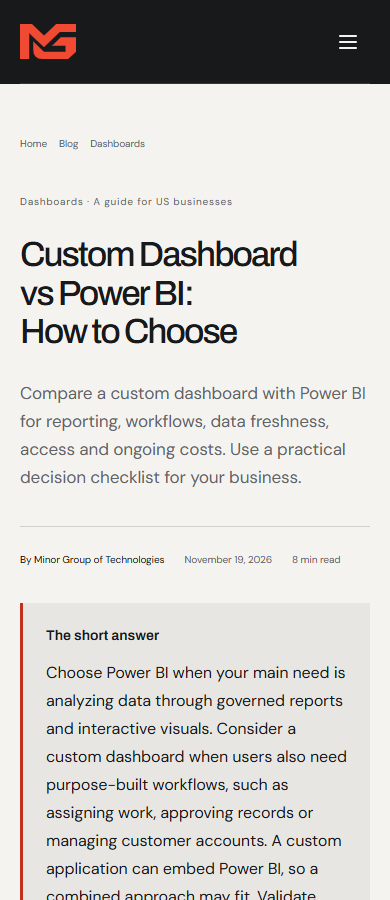 MG
Home Blog Dashboards
Dashboards · A guide for US businesses
Custom Dashboard
vs Power BI:
How to Choose
Compare a custom dashboard with Power BI
for reporting, workflows, data freshness,
access and ongoing costs. Use a practical
decision checklist for your business.
By Minor Group of Technologies November 19, 2026 8 min read
The short answer
Choose Power BI when your main need is
analyzing data through governed reports
and interactive visuals. Consider a
custom dashboard when users also need
purpose-built workflows, such as
assigning work, approving records or
managing customer accounts. A custom
application can embed Power BI, so a
combined approach may fit. Validate